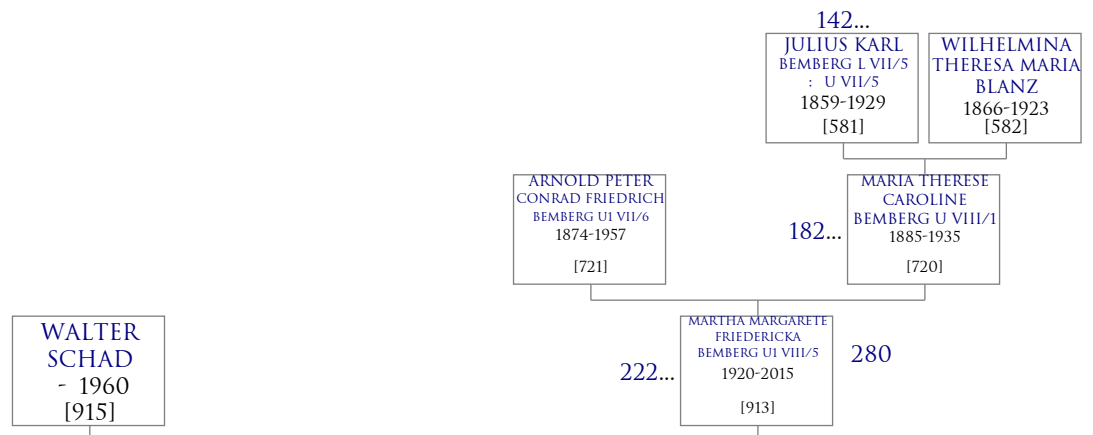 142...
JULIUS KARL
BEMBERG L VII/5
: U VII/5
1859-1929
[581]
WILHELMINA
THERESA MARIA
BLANZ
1866-1923
[582]
ARNOLD PETER
CONRAD FRIEDRICH
BEMBERG U1 VII/6
1874-1957
[721]
182...
MARIA THERESE
CAROLINE
BEMBERG U VIII/1
1885-1935
[720]
WALTER
SCHAD
- 1960
[915]
222...
MARTHA MARGARETE
FRIEDERICKA
BEMBERG U1 VIII/5
1920-2015
[913]
280